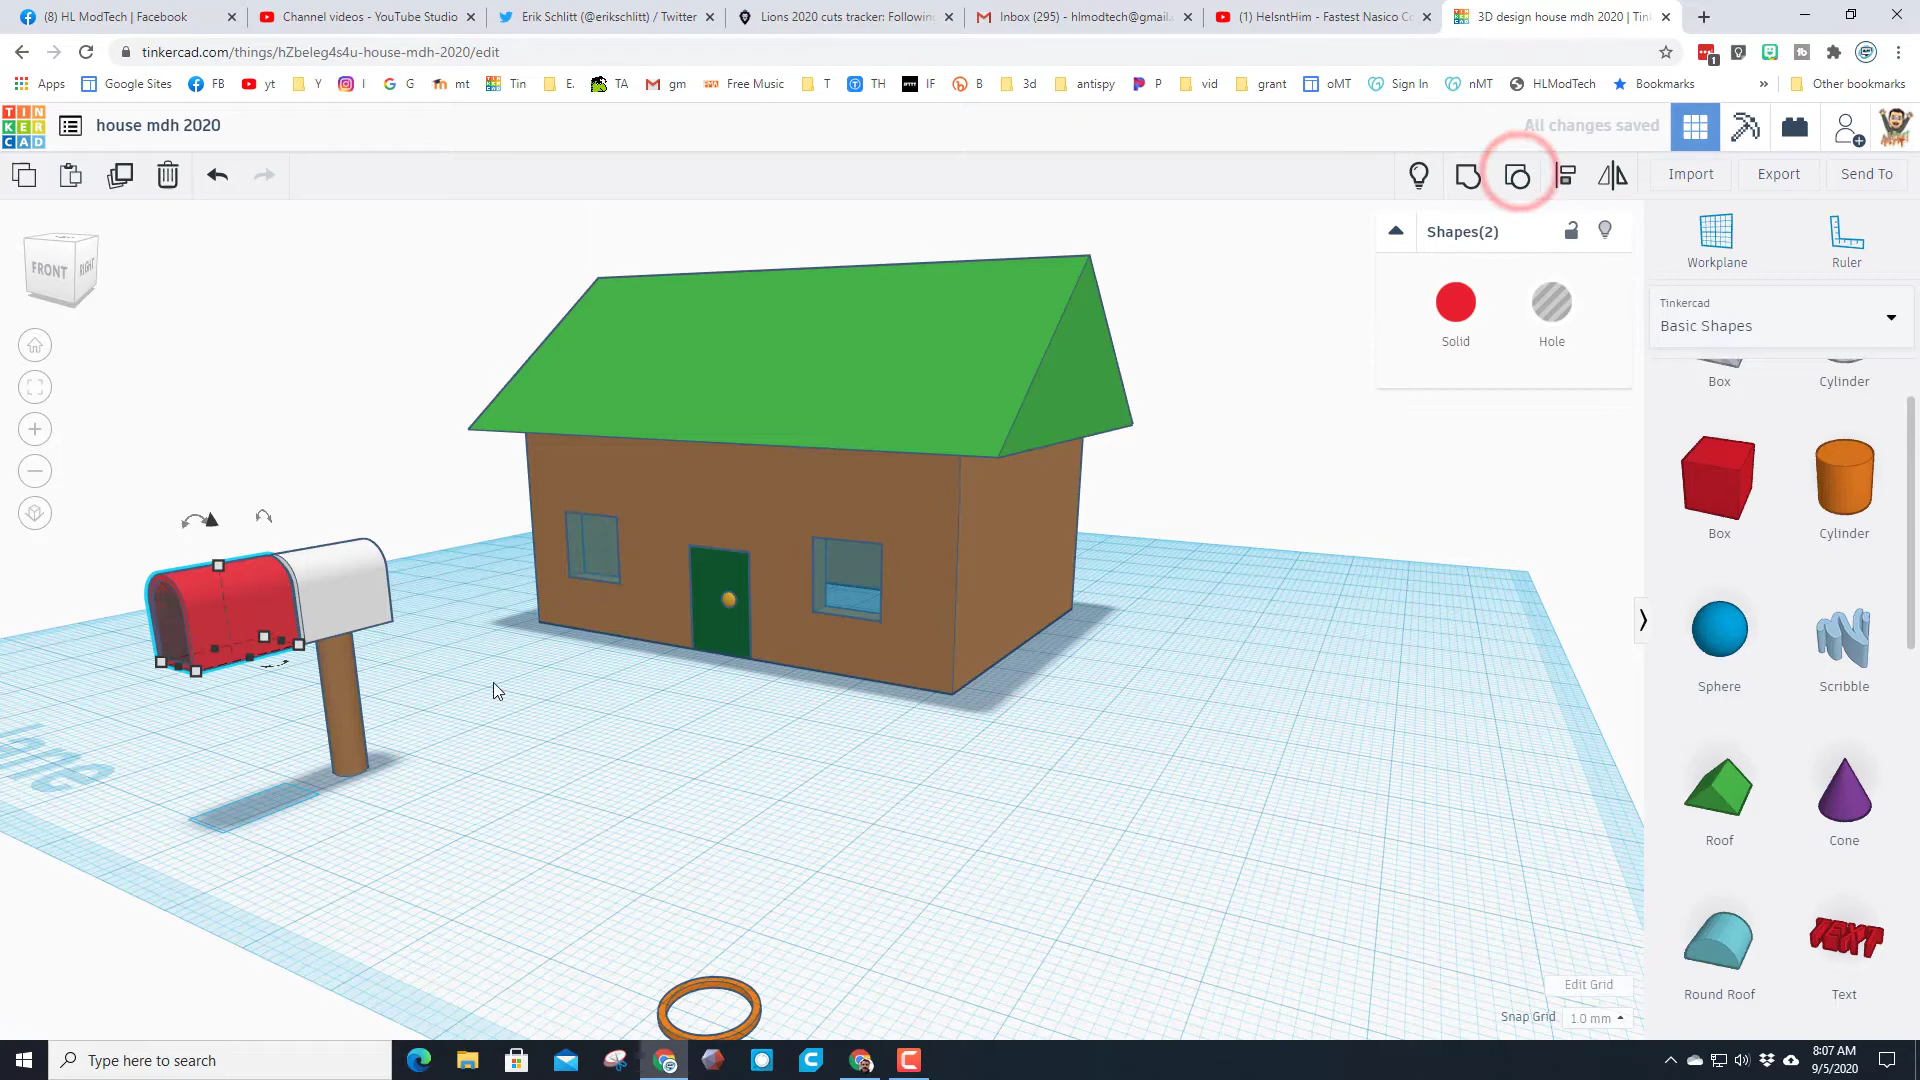 (8) HL ModTech | Facebook
Channel videos - YouTube Studio
Erik Schlitt (@erikschlitt) / Twitter
Lions 2020 cuts tracker: Following
Inbox (295) - hlmodtech@gmail.
(1) HelsntHim - Fastest Nasico Co
3D design house mdh 2020 | Tin
tinkercad.com/things/hZbeleg4s4u-house-mdh-2020/edit
1
Apps
Google Sites
FB
yt
Y
I
G
mt
Tin
E.
TA
gm
Free Music
T
TH
IF
B
3d
antispy
P
vid
grant
oMT
Sign In
nMT
HLModTech
Bookmarks
»
Other bookmarks
TIN
KER
CAD
house mdh 2020
All changes saved
Import
Export
Send To
FRONT
RIGHT
Shapes(2)
Solid
Hole
Workplane
Ruler
Tinkercad
Basic Shapes
Box
Cylinder
Box
Cylinder
Sphere
Scribble
Roof
Cone
TEXT
Round Roof
Text
Edit Grid
Snap Grid
1.0 mm
Type here to search
8:07 AM
9/5/2020